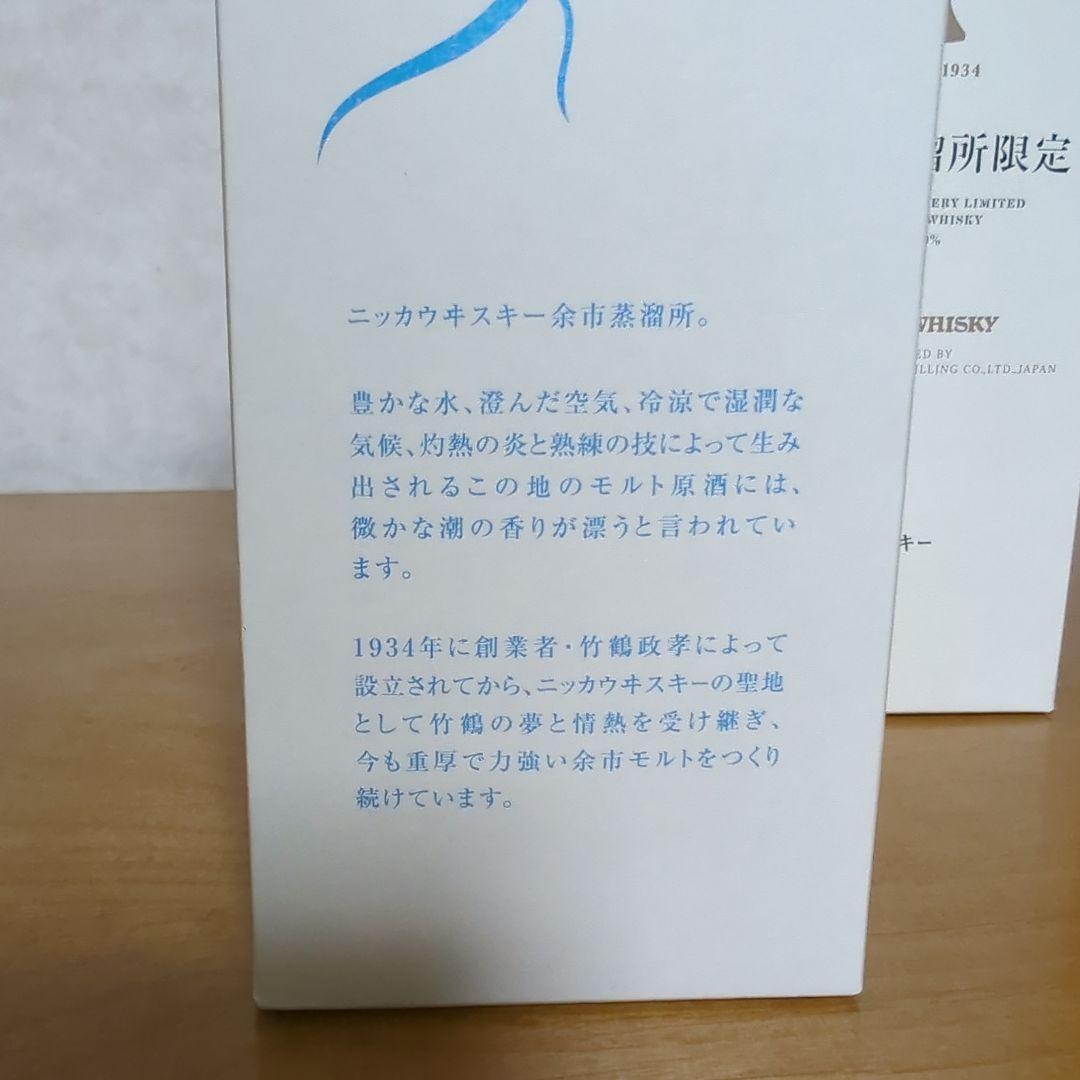 ニッカウヰスキー余市蒸溜所。
豊かな水、澄んだ空気、冷涼で湿潤な
気候、灼熱の炎と熟練の技によって生み
出されるこの地のモルト原酒には、
微かな潮の香りが漂うと言われてい
ます。
1934年に創業者・竹鶴政孝によって
設立されてから、ニッカウヰスキーの聖地
として竹鶴の夢と情熱を受け継ぎ、
今も重厚で力強い余市モルトをつくり
続けています。
1934
溜所限定
ERY LIMITED
WHISKY
0%
WHISKY
ED BY
ILLING CO.,LTD.,JAPAN
キー